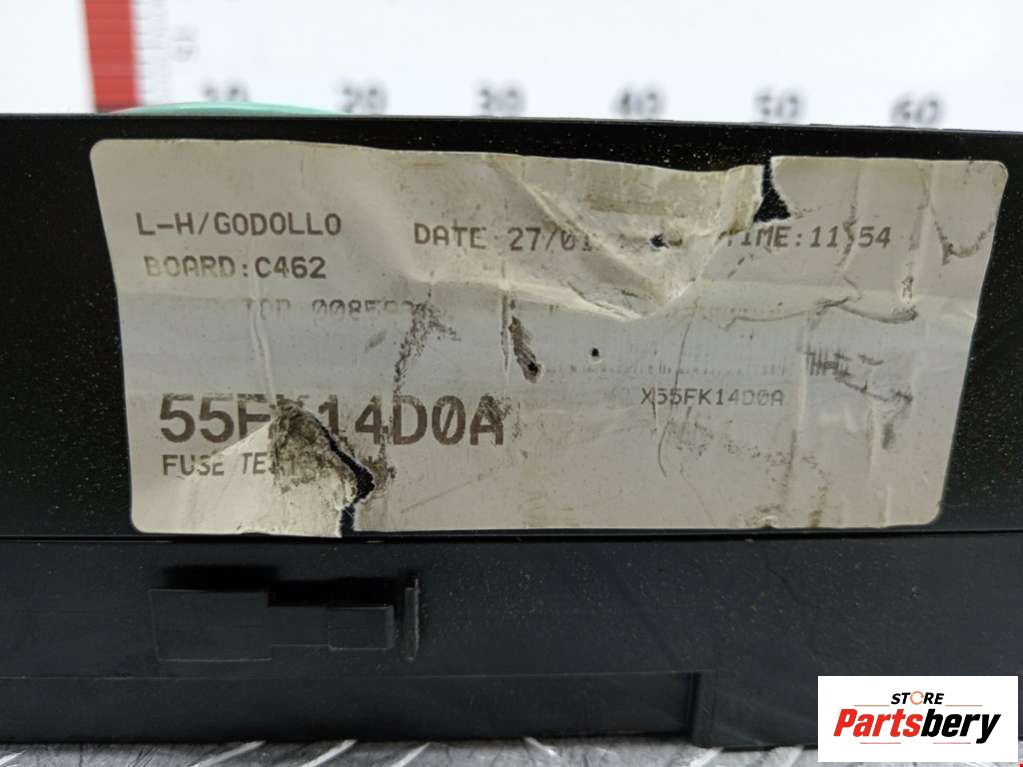 10 20 30 40 50 60
L-H/GODOLLO DATE 27/01 TIME:11:54
BOARD:C462
X55FK14D0A
55FK14D0A
FUSE
STORE
Partsbery